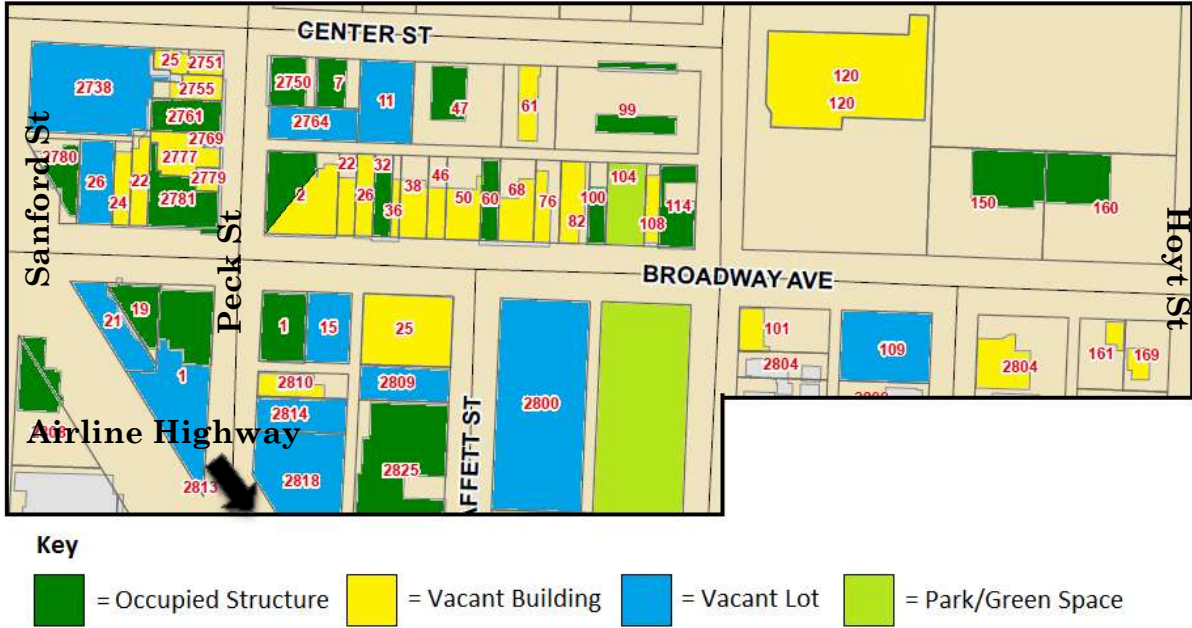 CENTER ST
25 2751
2738 2755
2750 7 11 47 61 99 120
120
2761
2764
2769
2780 2777
26 24 22 2779
2781
2 22 26 32 36 38 46 50 60 68 76 82 100 104 108 114
150 160
Sanford St
Peck St
Hoyt St
BROADWAY AVE
21 19 1 15 25 101 109
2804 2804 161 169
1 2810 2809 2800
2814
Airline Highway
2813 2818 2825
AFFETT ST
Key
= Occupied Structure = Vacant Building = Vacant Lot = Park/Green Space